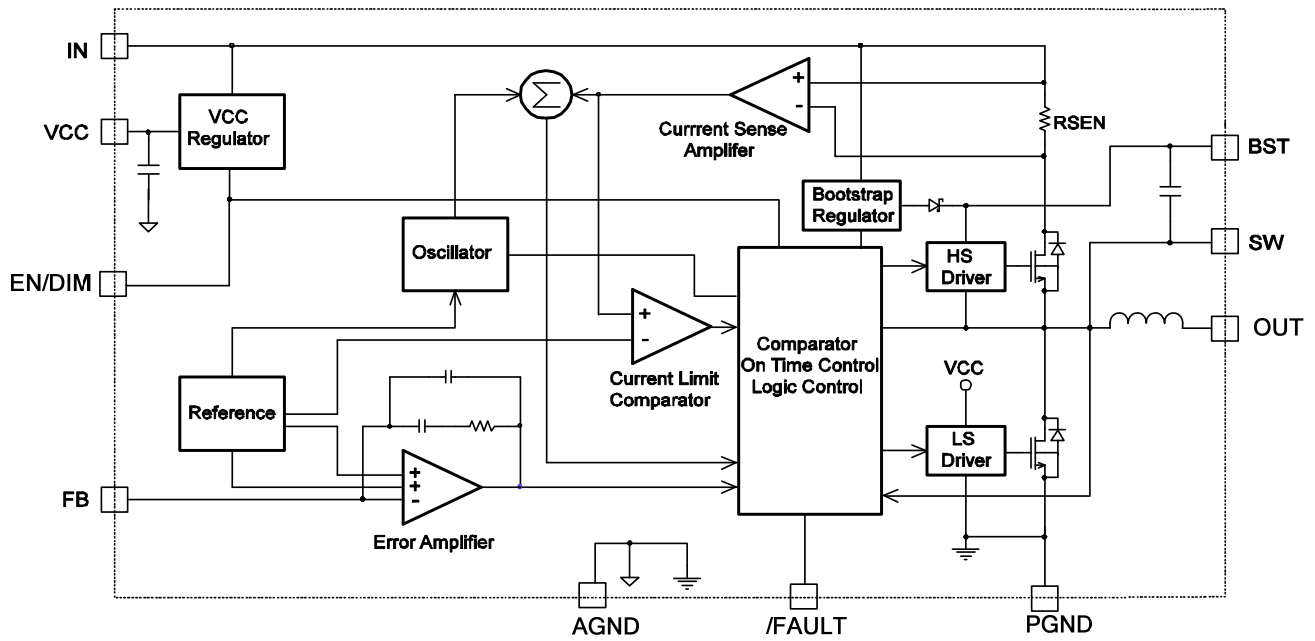 IN
VCC
Regulator
VCC
Σ
+
-
Currrent Sense
Amplifer
RSEN
BST
Bootstrap
Regulator
SW
Oscillator
HS
Driver
EN/DIM
+
-
Current Limit
Comparator
Comparator
On Time Control
Logic Control
OUT
VCC
Reference
LS
Driver
FB
+
+
-
Error Amplifier
AGND
/FAULT
PGND